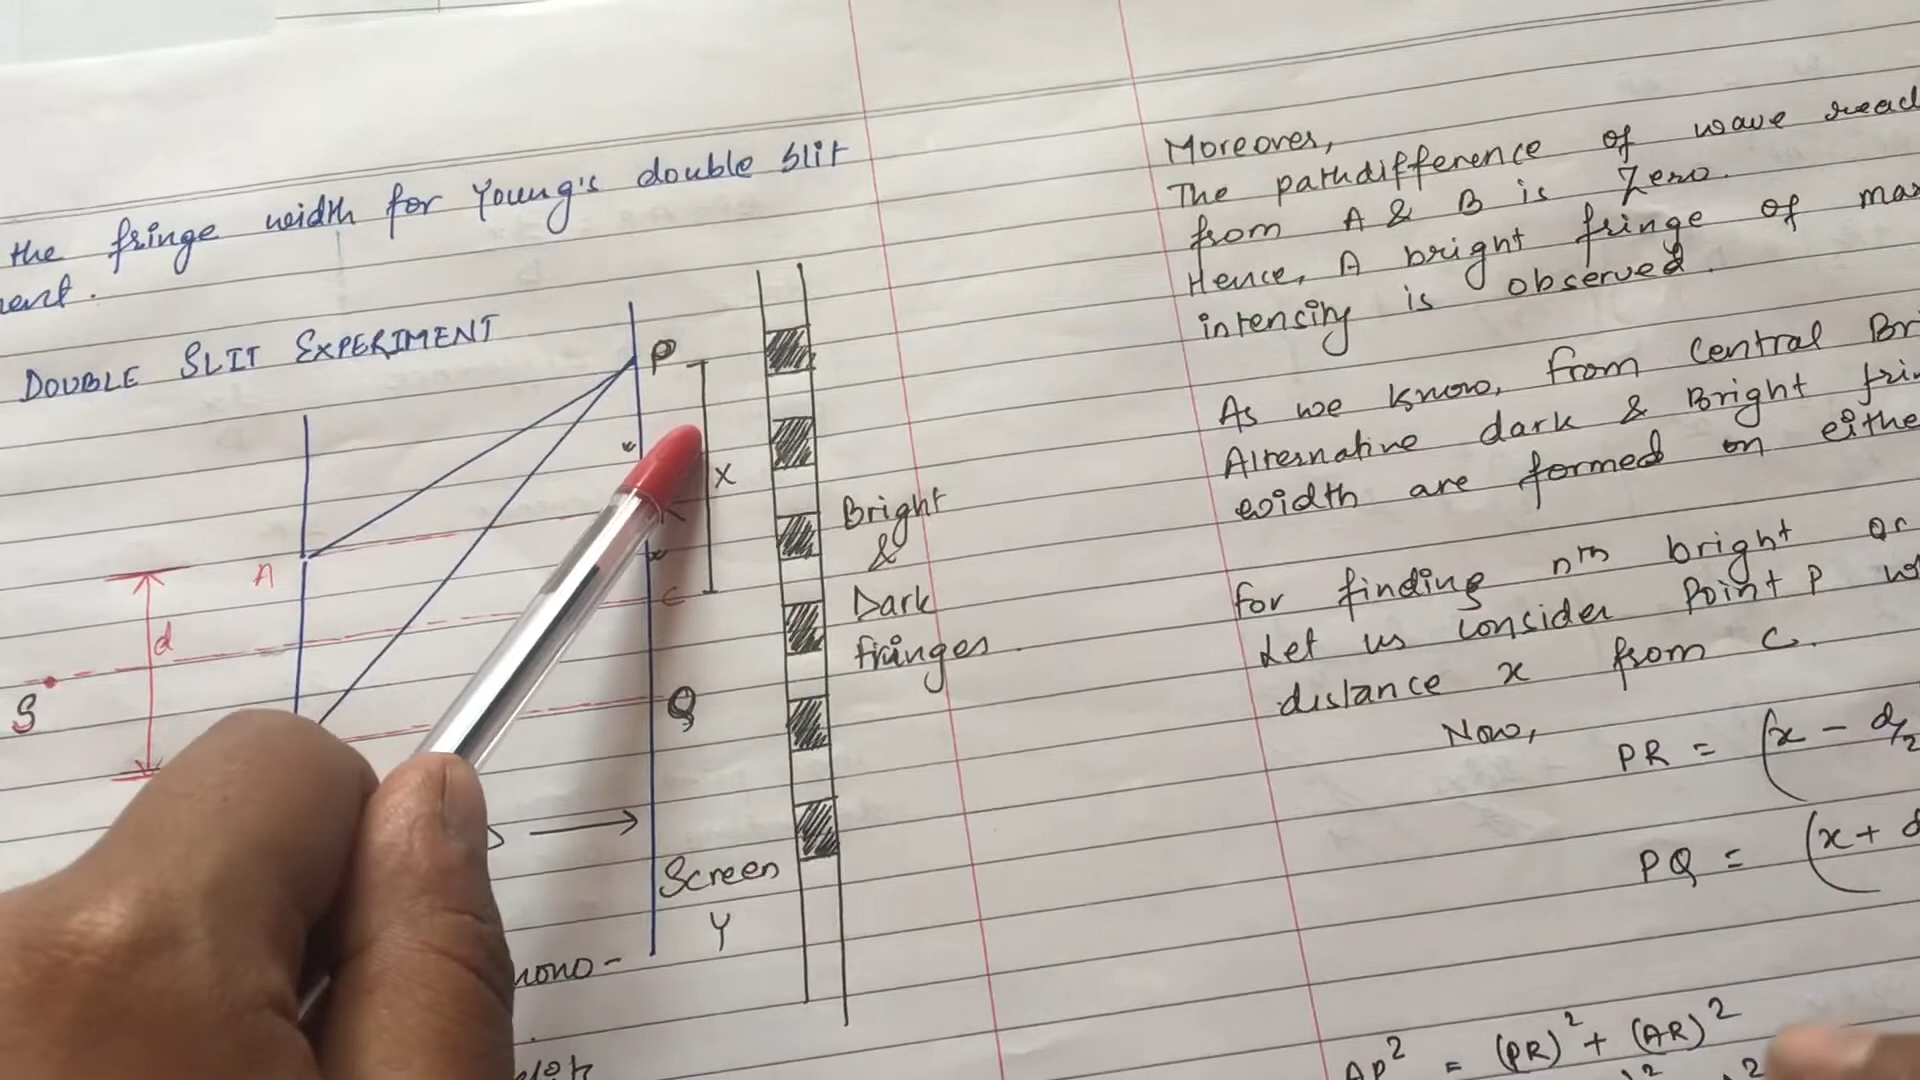 the fringe width for Young's double slit
DOUBLE SLIT EXPERIMENT
P
x
A
C
d
S
Q
Bright
&
Dark
fringes.
Screen
Y
mono-
Moreover,
The pathdifference of wave
from A & B is Zero.
Hence, A bright fringe of
intensity is observed.
As we know, from Central
Alternative dark & Bright
width are formed on
for finding nth bright or
Let us consider Point P
distance x from C.
Now,
PR = (x - d/2
PQ = (x +
AP² = (PR)² + (AR)²